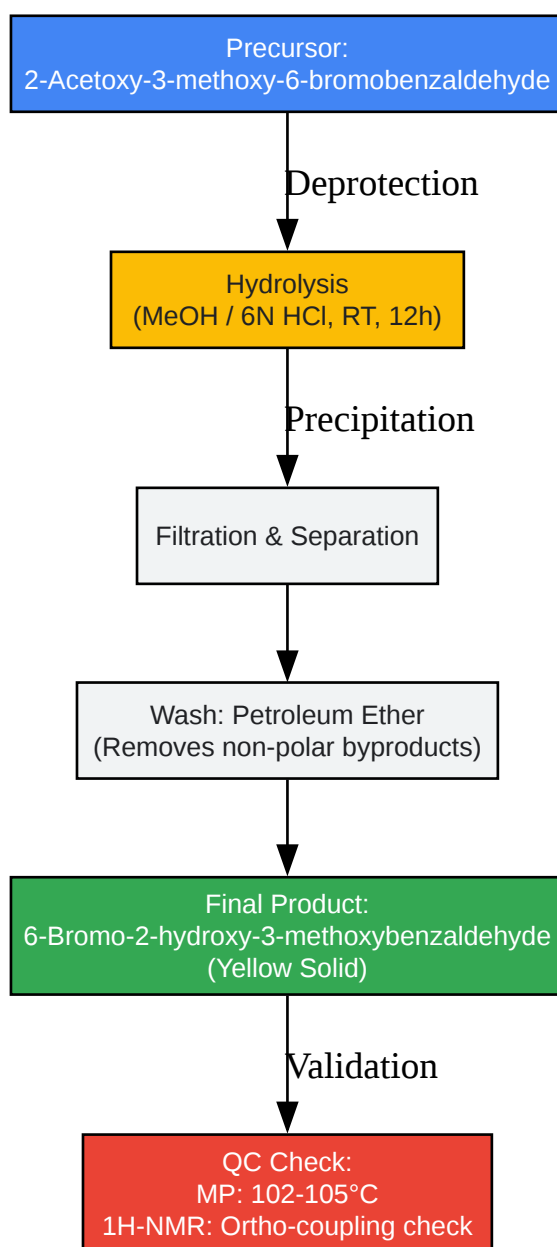 Precursor:
2-Acetoxy-3-methoxy-6-bromobenzaldehyde
Deprotection
Hydrolysis
(MeOH / 6N HCl, RT, 12h)
Precipitation
Filtration & Separation
Wash: Petroleum Ether
(Removes non-polar byproducts)
Final Product:
6-Bromo-2-hydroxy-3-methoxybenzaldehyde
(Yellow Solid)
Validation
QC Check:
MP: 102-105°C
1H-NMR: Ortho-coupling check